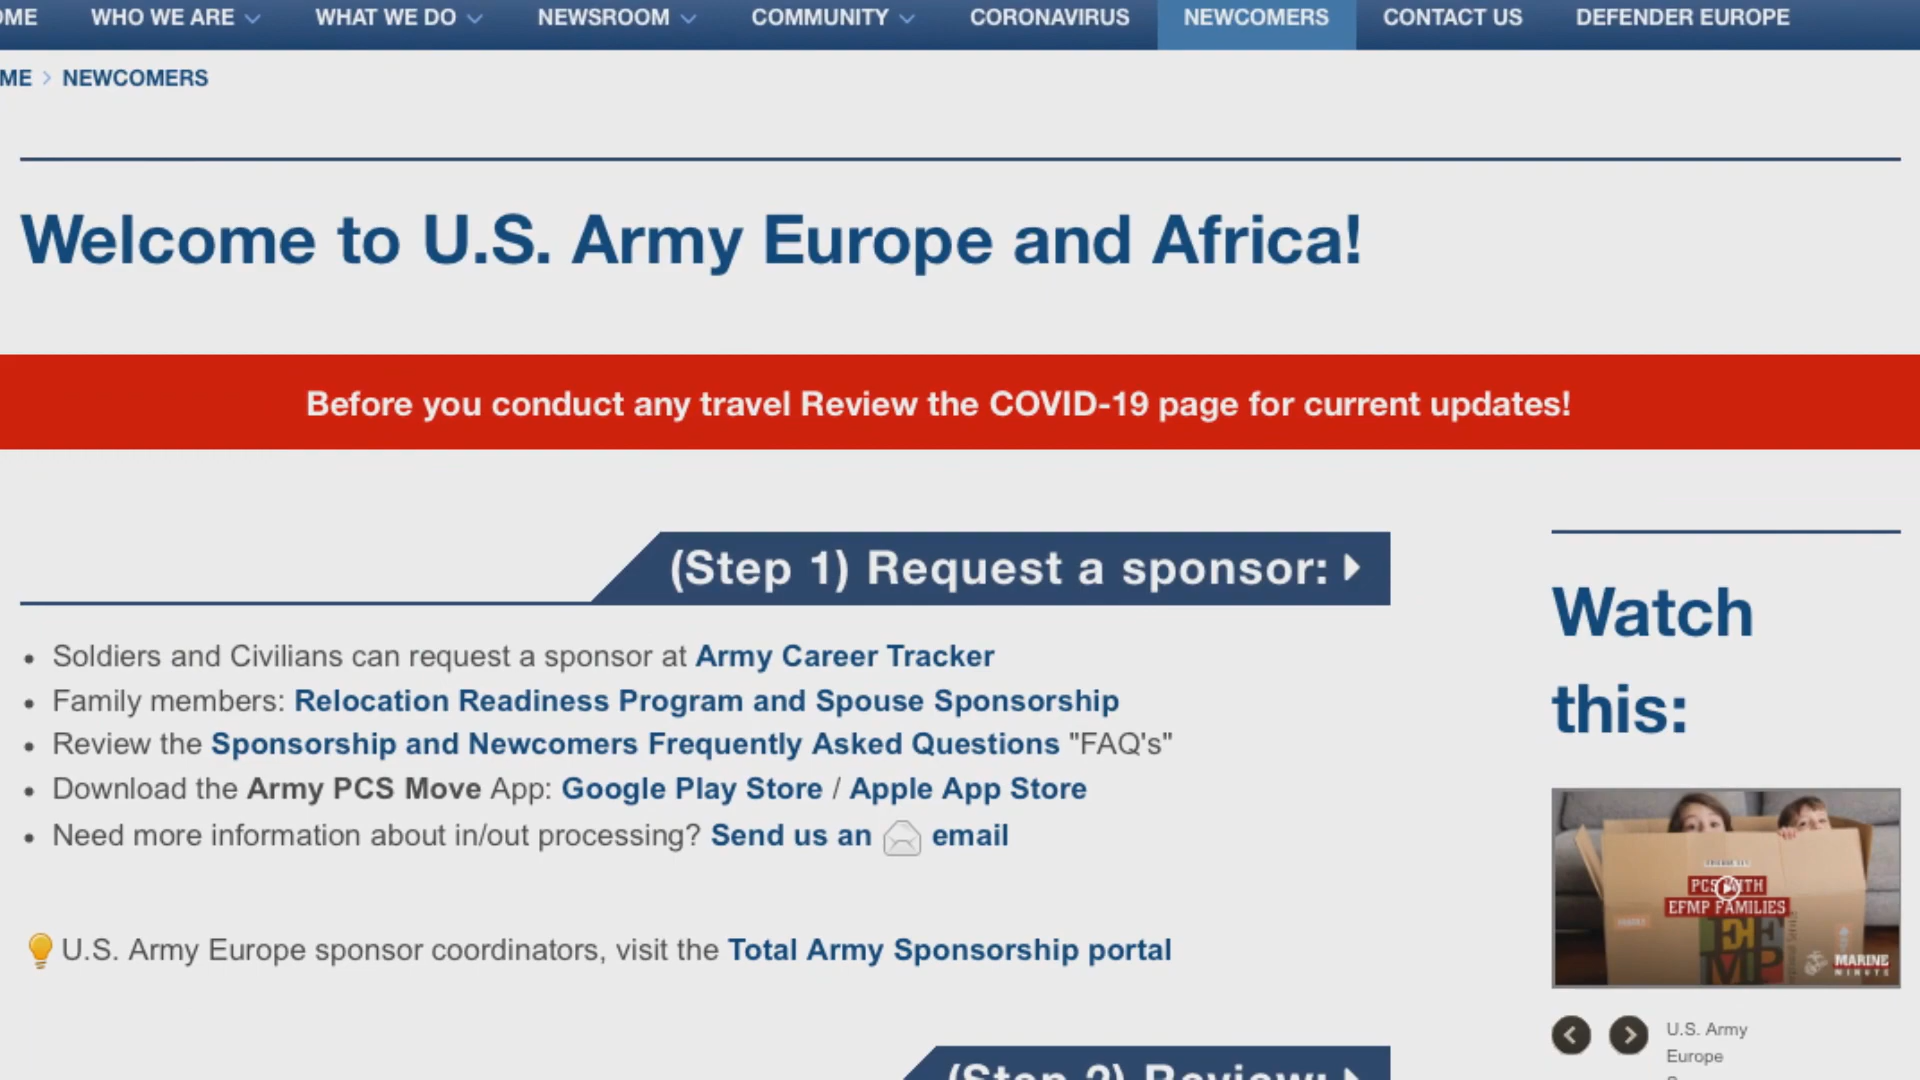 OME WHO WE ARE WHAT WE DO NEWSROOM COMMUNITY CORONAVIRUS NEWCOMERS CONTACT US DEFENDER EUROPE
ME > NEWCOMERS
Welcome to U.S. Army Europe and Africa!
Before you conduct any travel Review the COVID-19 page for current updates!
(Step 1) Request a sponsor:
• Soldiers and Civilians can request a sponsor at Army Career Tracker
• Family members: Relocation Readiness Program and Spouse Sponsorship
• Review the Sponsorship and Newcomers Frequently Asked Questions "FAQ's"
• Download the Army PCS Move App: Google Play Store / Apple App Store
• Need more information about in/out processing? Send us an email
U.S. Army Europe sponsor coordinators, visit the Total Army Sponsorship portal
(Step 2) Review:
Watch
this:
PCS WITH
EFMP FAMILIES
EF
MP
MARINE
MINUTE
U.S. Army
Europe